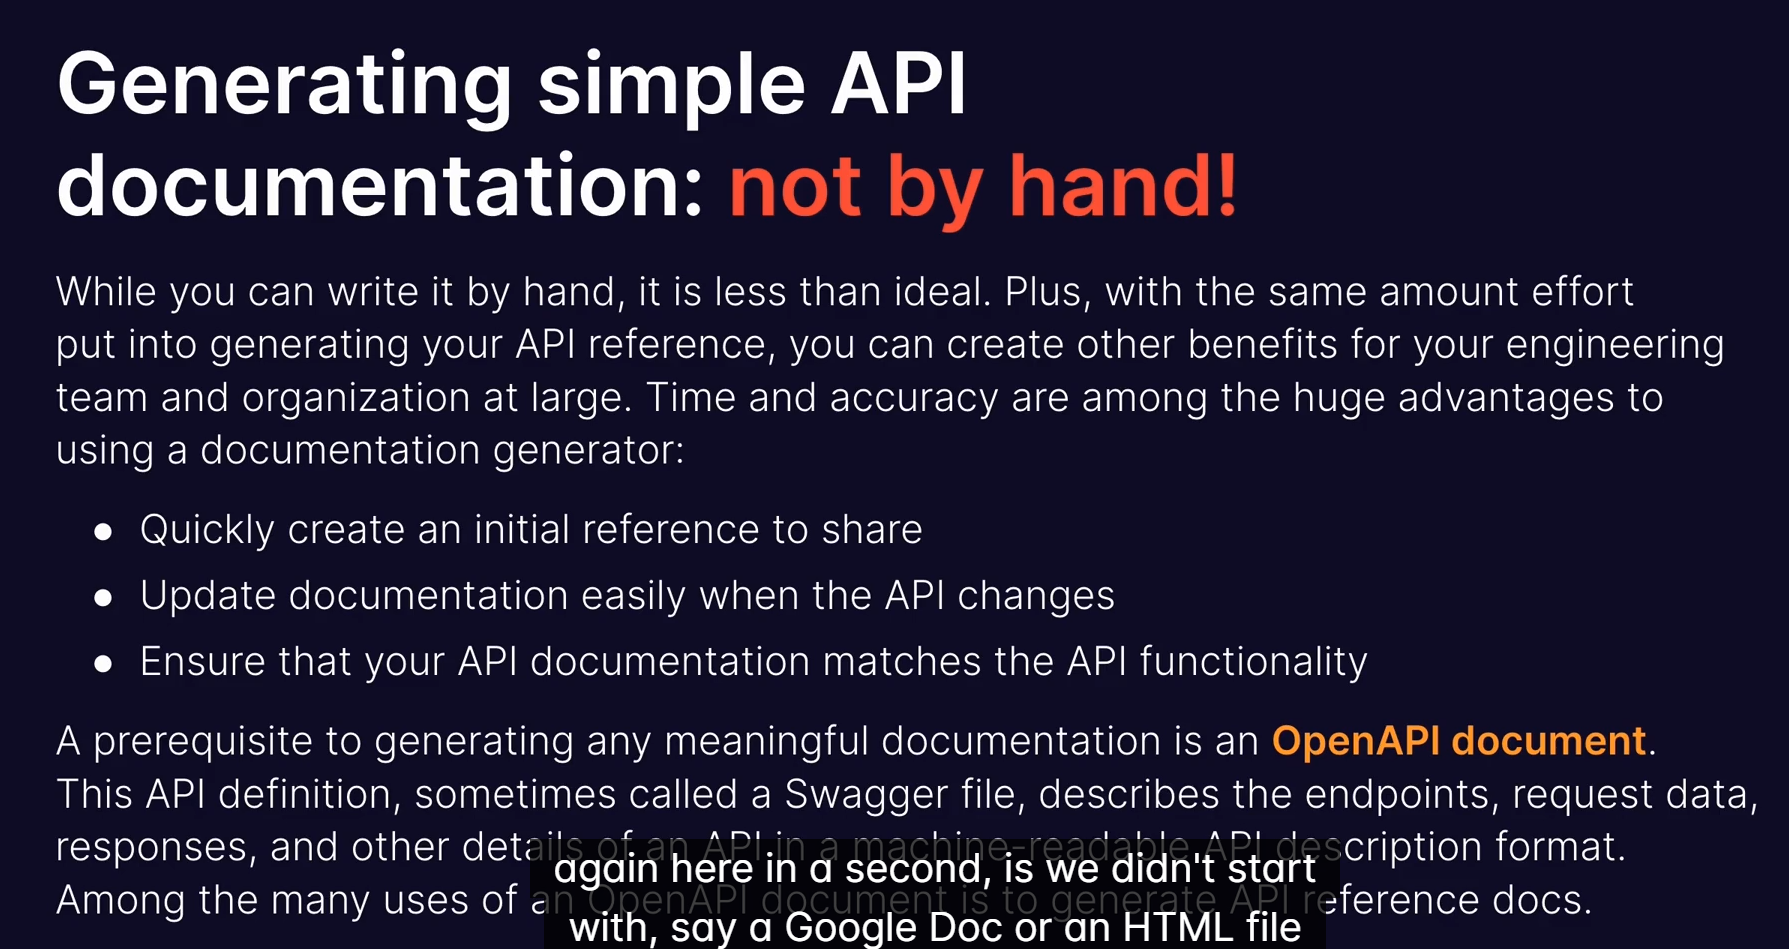 Generating simple API
documentation: not by hand!
While you can write it by hand, it is less than ideal. Plus, with the same amount effort
put into generating your API reference, you can create other benefits for your engineering
team and organization at large. Time and accuracy are among the huge advantages to
using a documentation generator:
● Quickly create an initial reference to share
● Update documentation easily when the API changes
● Ensure that your API documentation matches the API functionality
A prerequisite to generating any meaningful documentation is an OpenAPI document.
This API definition, sometimes called a Swagger file, describes the endpoints, request data,
responses, and other details of an API in a machine-readable API description format.
again here in a second, is we didn't start
Among the many uses of an OpenAPI document is to generate API reference docs.
with, say a Google Doc or an HTML file